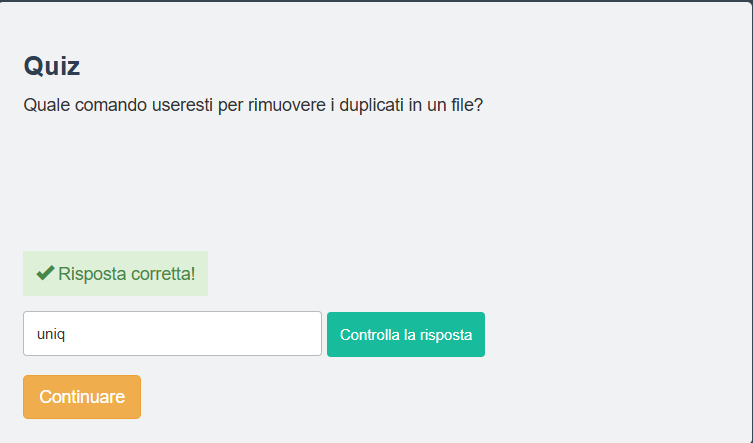 Quiz
Quale comando useresti per rimuovere i duplicati in un file?
Risposta corretta!
uniq
Controlla la risposta
Continuare